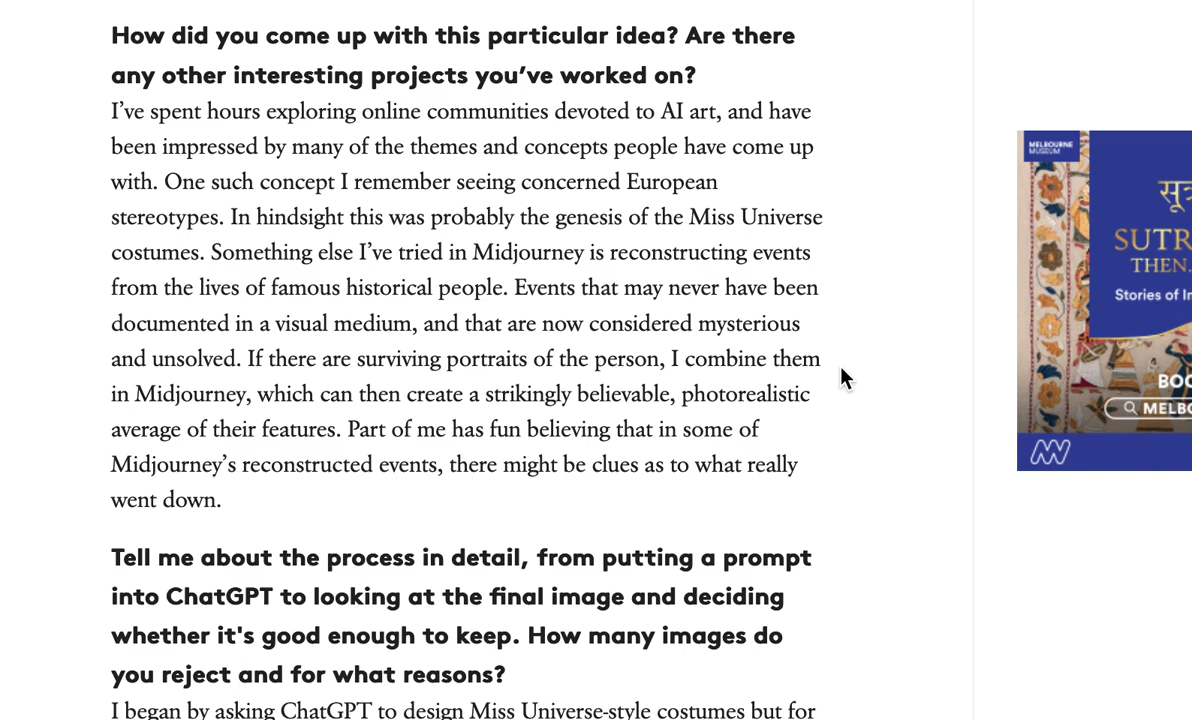 How did you come up with this particular idea? Are there
any other interesting projects you’ve worked on?
I’ve spent hours exploring online communities devoted to AI art, and have
been impressed by many of the themes and concepts people have come up
with. One such concept I remember seeing concerned European
stereotypes. In hindsight this was probably the genesis of the Miss Universe
costumes. Something else I’ve tried in Midjourney is reconstructing events
from the lives of famous historical people. Events that may never have been
documented in a visual medium, and that are now considered mysterious
and unsolved. If there are surviving portraits of the person, I combine them
in Midjourney, which can then create a strikingly believable, photorealistic
average of their features. Part of me has fun believing that in some of
Midjourney’s reconstructed events, there might be clues as to what really
went down.
Tell me about the process in detail, from putting a prompt
into ChatGPT to looking at the final image and deciding
whether it's good enough to keep. How many images do
you reject and for what reasons?
I began by asking ChatGPT to design Miss Universe-style costumes but for
MELBOURNE
MUSEUM
सूत्र
SUTR
THEN.
Stories of In
BOO
MELBO